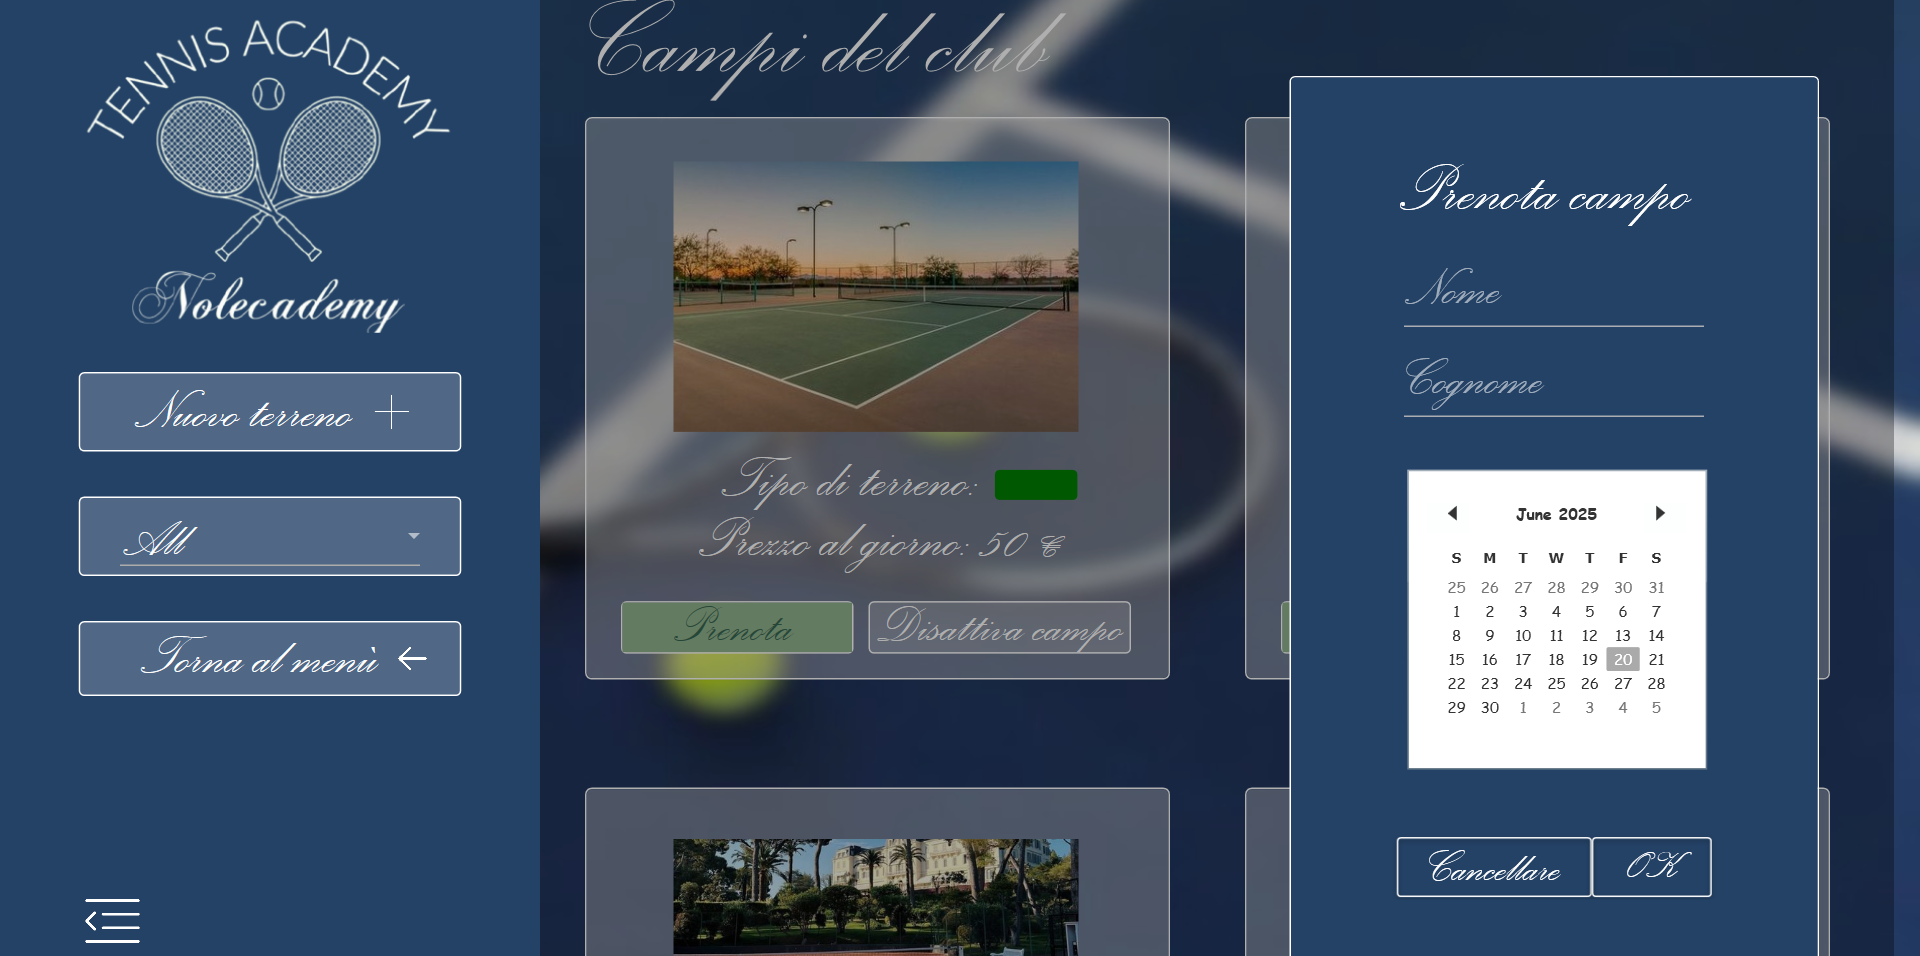 TENNIS ACADEMY
Nolecademy
Nuovo terreno
All
Torna al menù
Campi del club
Tipo di terreno:
Prezzo al giorno: 50 €
Prenota
Disattiva campo
Prenota campo
Nome
Cognome
June 2025
S M T W T F S
25 26 27 28 29 30 31
1 2 3 4 5 6 7
8 9 10 11 12 13 14
15 16 17 18 19 20 21
22 23 24 25 26 27 28
29 30 1 2 3 4 5
Cancellare
OK